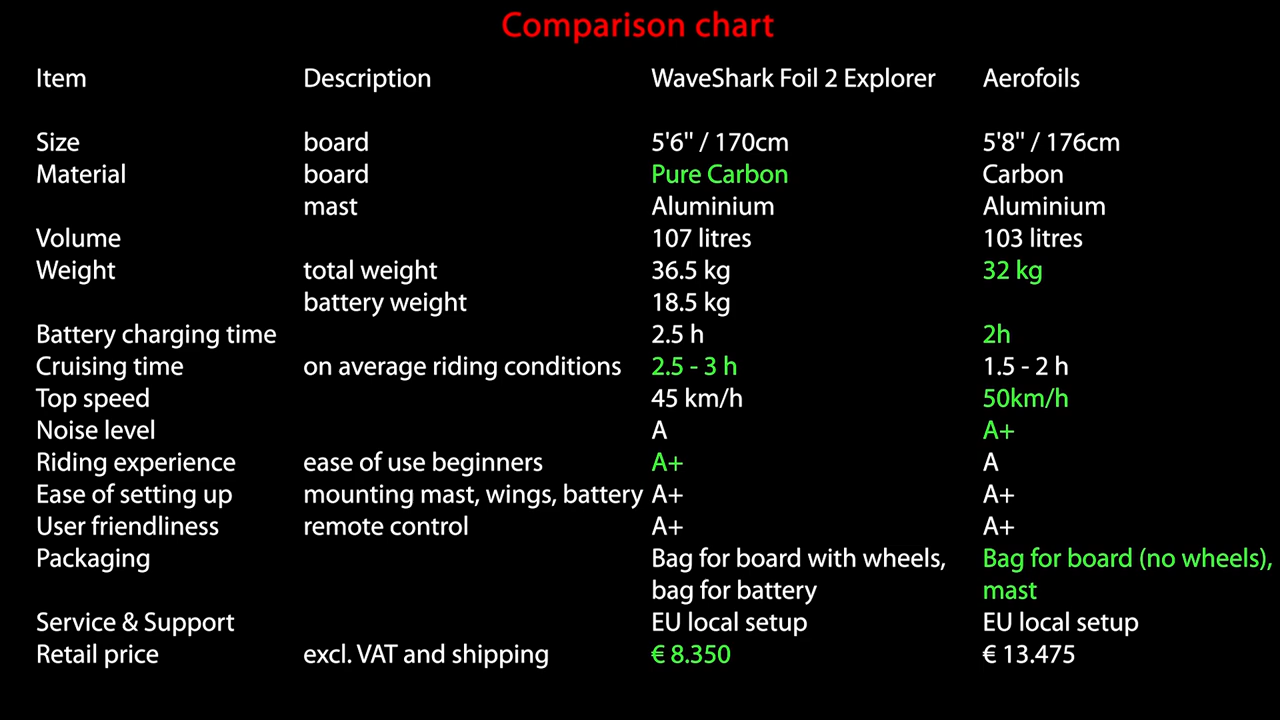 Comparison chart
Item Description WaveShark Foil 2 Explorer Aerofoils
Size board 5'6" / 170cm 5'8" / 176cm
Material board Pure Carbon Carbon
mast Aluminium Aluminium
Volume 107 litres 103 litres
Weight total weight 36.5 kg 32 kg
battery weight 18.5 kg
Battery charging time 2.5 h 2h
Cruising time on average riding conditions 2.5 - 3 h 1.5 - 2 h
Top speed 45 km/h 50km/h
Noise level A A+
Riding experience ease of use beginners A+ A
Ease of setting up mounting mast, wings, battery A+ A+
User friendliness remote control A+ A+
Packaging Bag for board with wheels, Bag for board (no wheels),
bag for battery mast
Service & Support EU local setup EU local setup
Retail price excl. VAT and shipping € 8.350 € 13.475